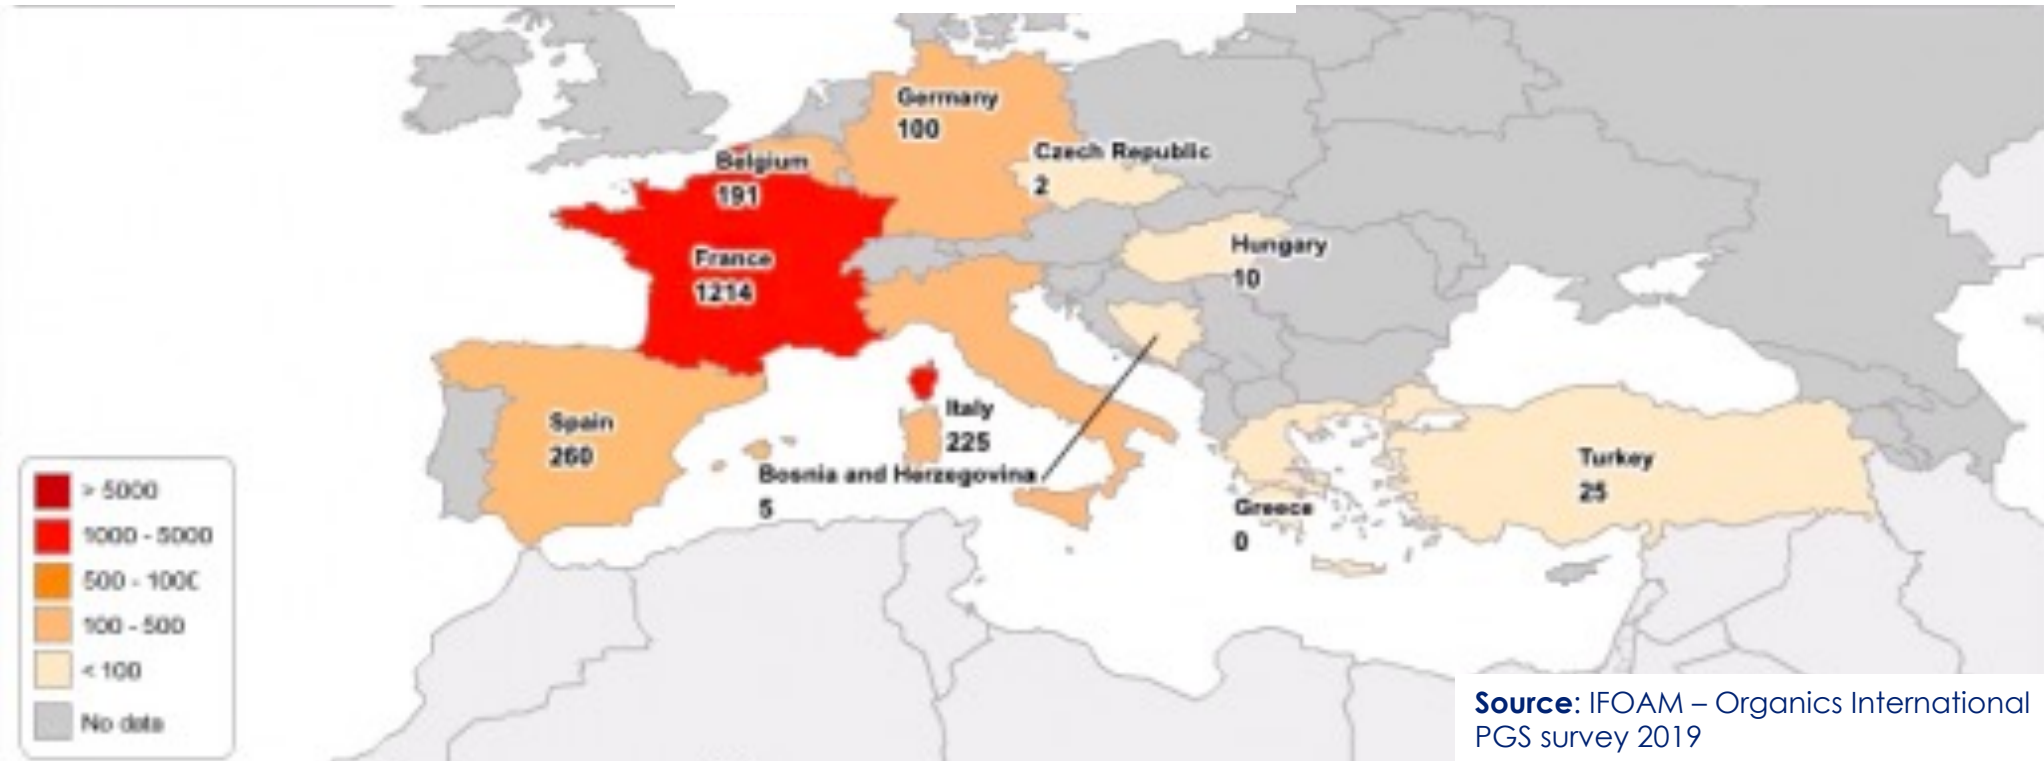 Germany
100
Czech Republic
2
Belgium
191
Hungary
10
France
1214
Italy
225
Spain
260
Bosnia and Herzegovina
5
Turkey
25
Greece
0
> 5000
1000 - 5000
500 - 100€
100 - 500
< 100
No data
Source: IFOAM – Organics International
PGS survey 2019